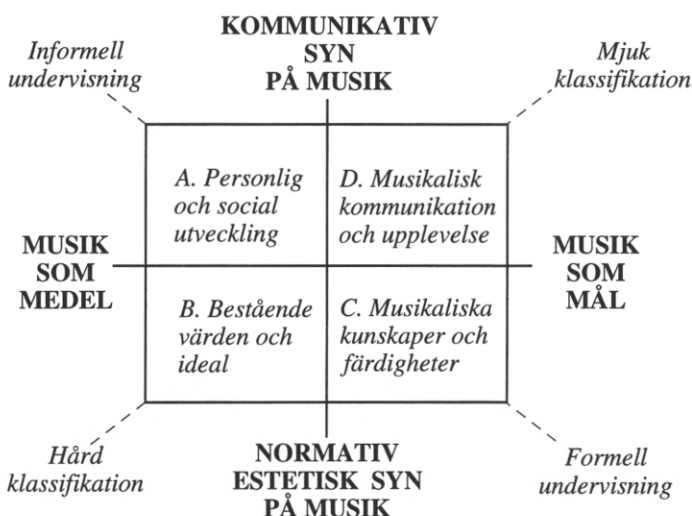 KOMMUNIKATIV
SYN
PÅ MUSIK
Informell
undervisning
Mjuk
klassifikation
A. Personlig
och social
utveckling
D. Musikalisk
kommunikation
och upplevelse
MUSIK
SOM
MEDEL
MUSIK
SOM
MÅL
B. Bestående
värden och
ideal
C. Musikaliska
kunskaper och
färdigheter
Hård
klassifikation
NORMATIV
ESTETISK SYN
PÅ MUSIK
Formell
undervisning